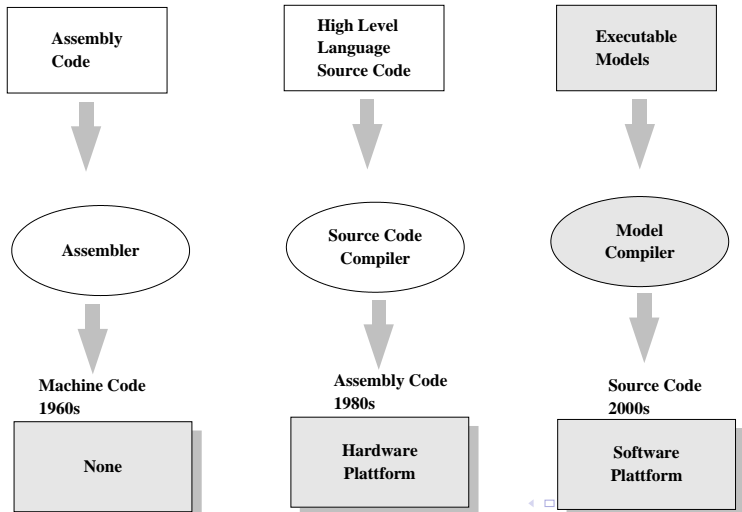 Assembly
Code
High Level
Language
Source Code
Executable
Models
Assembler
Source Code
Compiler
Model
Compiler
Machine Code
1960s
Assembly Code
1980s
Source Code
2000s
None
Hardware
Plattform
Software
Plattform